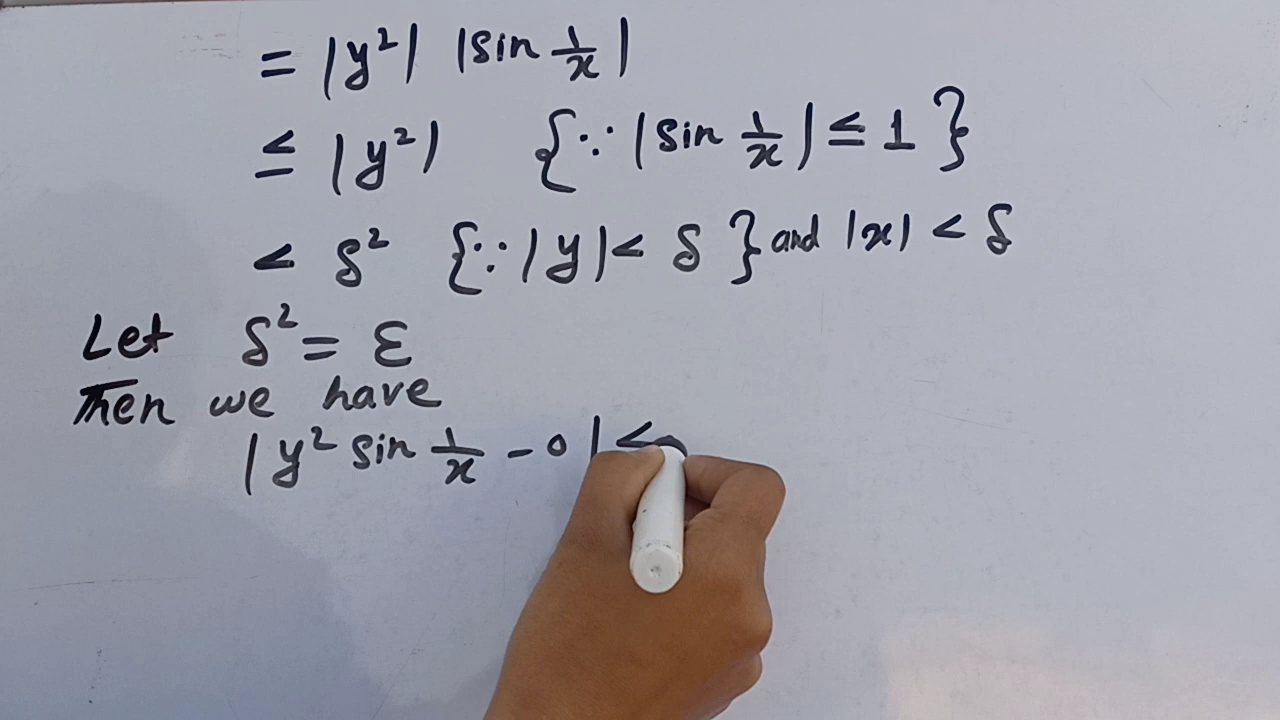 = |y²| |sin 1/x|
≤ |y²| {∵ |sin 1/x| ≤ 1}
< δ² {∵ |y| < δ} and |x| < δ
Let δ² = ε
Then we have
|y² sin 1/x - 0| <